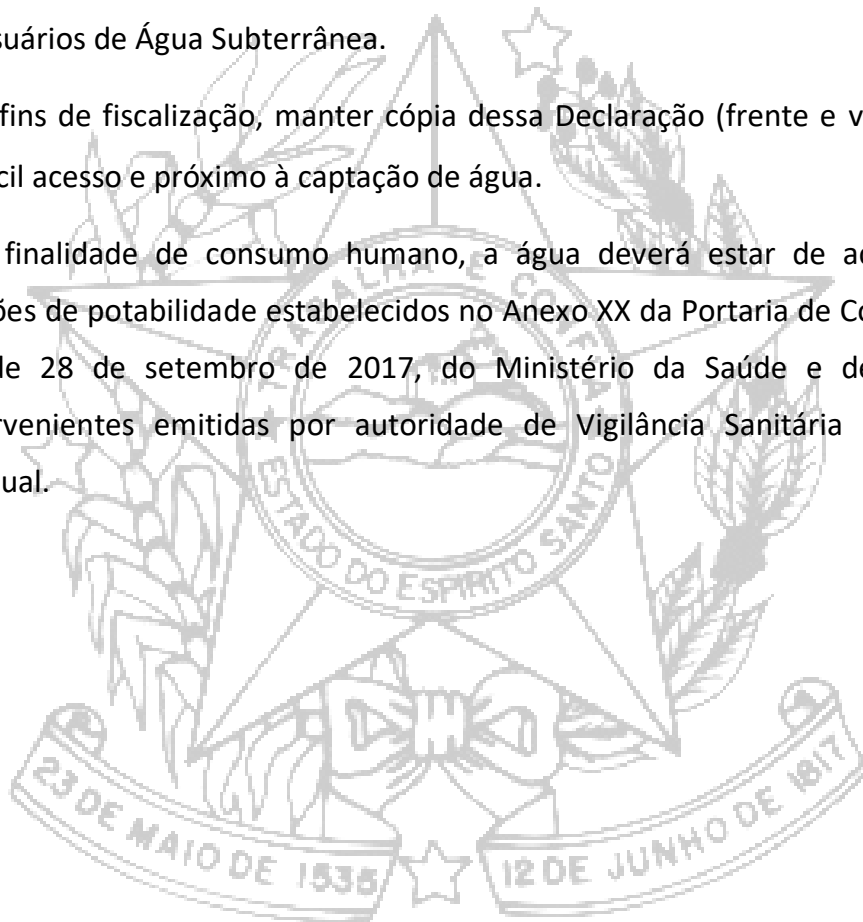 suários de Água Subterrânea.
fins de fiscalização, manter cópia dessa Declaração (frente e v
cil acesso e próximo à captação de água.
finalidade de consumo humano, a água deverá estar de ac
ões de potabilidade estabelecidos no Anexo XX da Portaria de Co
de 28 de setembro de 2017, do Ministério da Saúde e de
rvenientes emitidas por autoridade de Vigilância Sanitária
ual.
TRABALHA E CONFIA
ESTADO DO ESPIRITO SANTO
23 DE MAIO DE 1535
12 DE JUNHO DE 1817